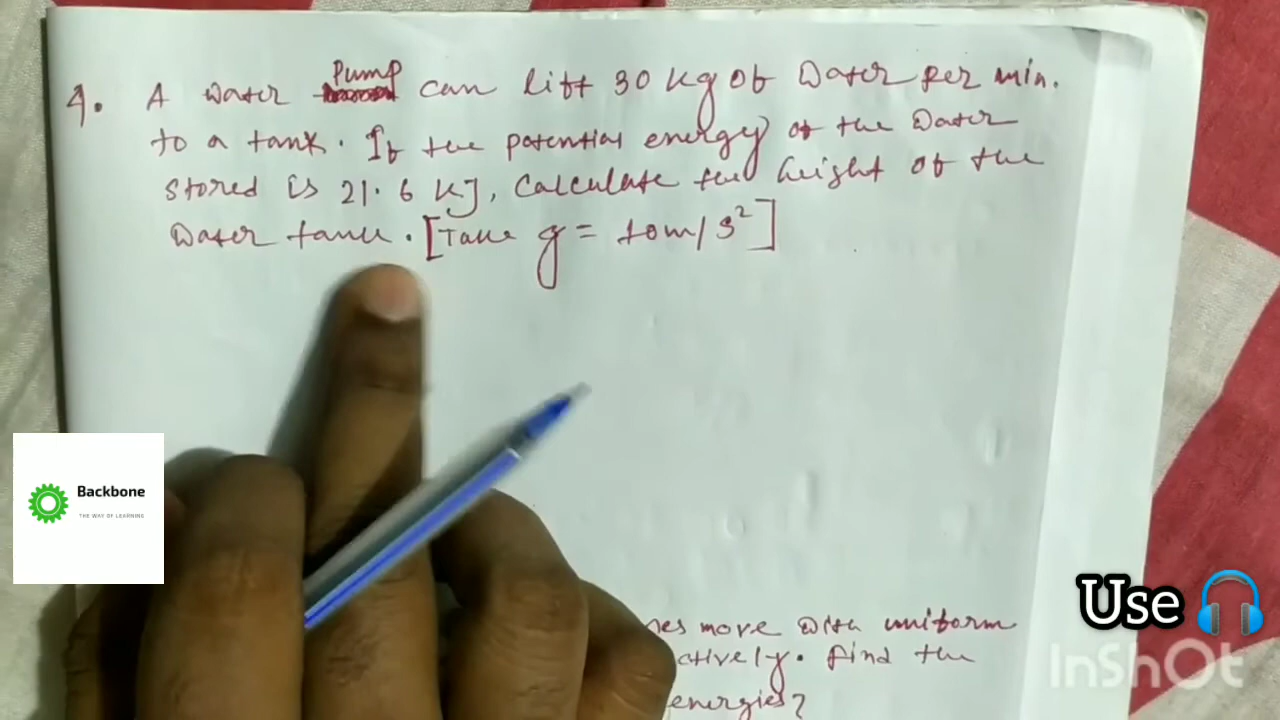 4. A water Pump can lift 30 kg of water per min.
to a tank. If the potential energy of the water
stored is 21.6 KJ, calculate the height of the
water tank. [Take g = 10m/s²]
Backbone
THE WAY OF LEARNING
Use
move with uniform
InShOt
find the
energies?